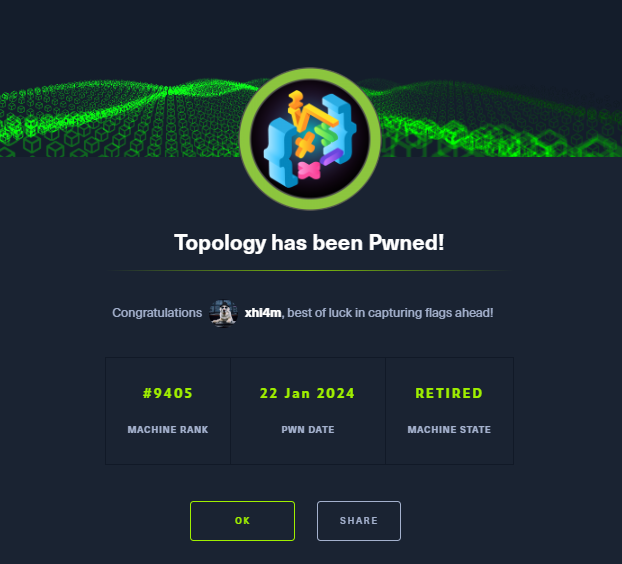 Topology has been Pwned!
Congratulations xhl4m, best of luck in capturing flags ahead!
#9405 22 Jan 2024 RETIRED
MACHINE RANK PWN DATE MACHINE STATE
OK SHARE